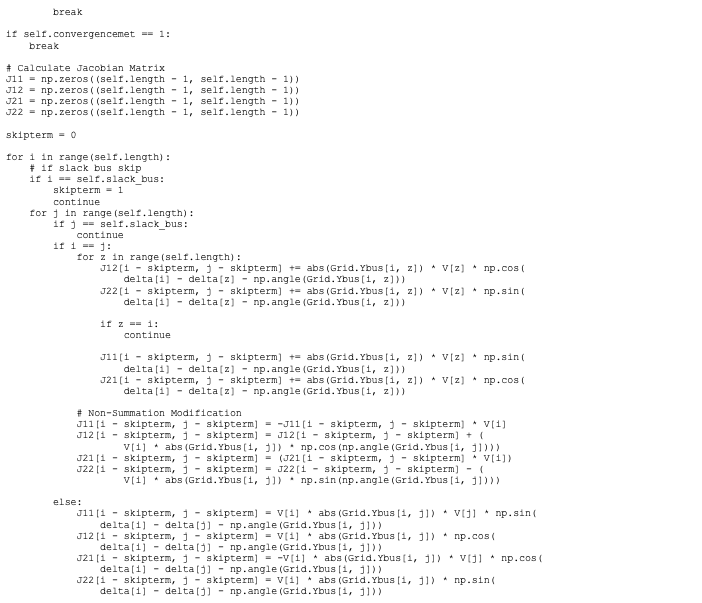 break
if self.convergencemet == 1:
break
# Calculate Jacobian Matrix
J11 = np.zeros((self.length - 1, self.length - 1))
J12 = np.zeros((self.length - 1, self.length - 1))
J21 = np.zeros((self.length - 1, self.length - 1))
J22 = np.zeros((self.length - 1, self.length - 1))
skipterm = 0
for i in range(self.length):
# if slack bus skip
if i == self.slack_bus:
skipterm = 1
continue
for j in range(self.length):
if j == self.slack_bus:
continue
if i == j:
for z in range(self.length):
J12[i - skipterm, j - skipterm] += abs(Grid.Ybus[i, z]) * V[z] * np.cos(
delta[i] - delta[z] - np.angle(Grid.Ybus[i, z]))
J22[i - skipterm, j - skipterm] += abs(Grid.Ybus[i, z]) * V[z] * np.sin(
delta[i] - delta[z] - np.angle(Grid.Ybus[i, z]))
if z == i:
continue
J11[i - skipterm, j - skipterm] += abs(Grid.Ybus[i, z]) * V[z] * np.sin(
delta[i] - delta[z] - np.angle(Grid.Ybus[i, z]))
J21[i - skipterm, j - skipterm] += abs(Grid.Ybus[i, z]) * V[z] * np.cos(
delta[i] - delta[z] - np.angle(Grid.Ybus[i, z]))
# Non-Summation Modification
J11[i - skipterm, j - skipterm] = -J11[i - skipterm, j - skipterm] * V[i]
J12[i - skipterm, j - skipterm] = J12[i - skipterm, j - skipterm] + (
V[i] * abs(Grid.Ybus[i, j]) * np.cos(np.angle(Grid.Ybus[i, j])))
J21[i - skipterm, j - skipterm] = (J21[i - skipterm, j - skipterm] * V[i])
J22[i - skipterm, j - skipterm] = J22[i - skipterm, j - skipterm] - (
V[i] * abs(Grid.Ybus[i, j]) * np.sin(np.angle(Grid.Ybus[i, j])))
else:
J11[i - skipterm, j - skipterm] = V[i] * abs(Grid.Ybus[i, j]) * V[j] * np.sin(
delta[i] - delta[j] - np.angle(Grid.Ybus[i, j]))
J12[i - skipterm, j - skipterm] = V[i] * abs(Grid.Ybus[i, j]) * np.cos(
delta[i] - delta[j] - np.angle(Grid.Ybus[i, j]))
J21[i - skipterm, j - skipterm] = -V[i] * abs(Grid.Ybus[i, j]) * V[j] * np.cos(
delta[i] - delta[j] - np.angle(Grid.Ybus[i, j]))
J22[i - skipterm, j - skipterm] = V[i] * abs(Grid.Ybus[i, j]) * np.sin(
delta[i] - delta[j] - np.angle(Grid.Ybus[i, j]))